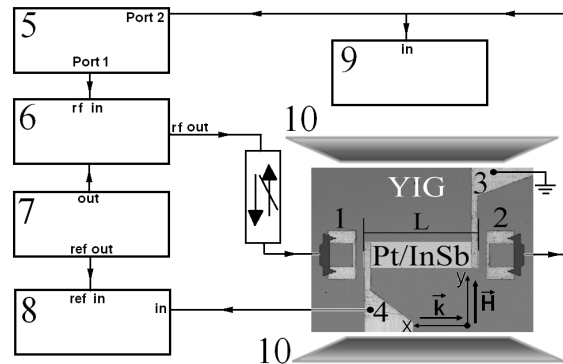 5
Port 2
Port 1
9
in
6
rf in
rf out
10
7
out
ref out
YIG
3
1
L
2
Pt/InSb
8
ref in
in
4
y
H
k
x
10